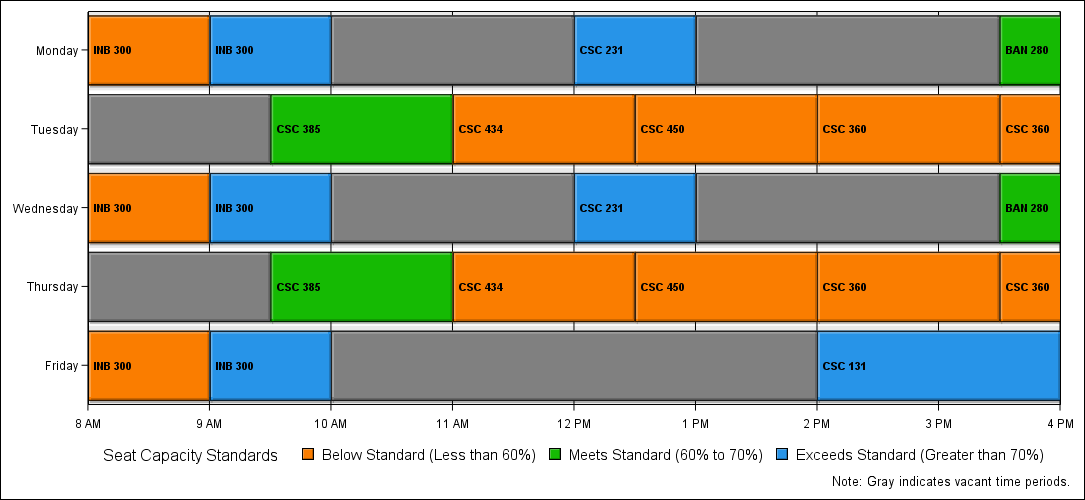 Monday INB 300 INB 300 CSC 231 BAN 280
Tuesday CSC 385 CSC 434 CSC 450 CSC 360 CSC 360
Wednesday INB 300 INB 300 CSC 231 BAN 280
Thursday CSC 385 CSC 434 CSC 450 CSC 360 CSC 360
Friday INB 300 INB 300 CSC 131
8 AM 9 AM 10 AM 11 AM 12 PM 1 PM 2 PM 3 PM 4 PM
Seat Capacity Standards Below Standard (Less than 60%) Meets Standard (60% to 70%) Exceeds Standard (Greater than 70%)
Note: Gray indicates vacant time periods.